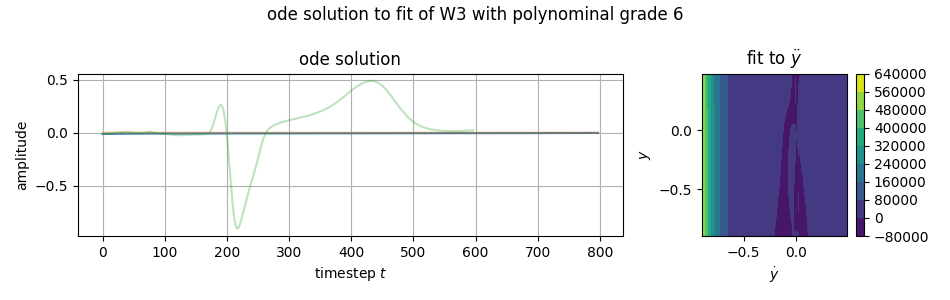 ode solution to fit of W3 with polynominal grade 6
ode solution
amplitude
0.5
0.0
−0.5
0 100 200 300 400 500 600 700 800
timestep t
fit to ÿ
y
0.0
−0.5
−0.5 0.0
ẏ
640000
560000
480000
400000
320000
240000
160000
80000
0
−80000